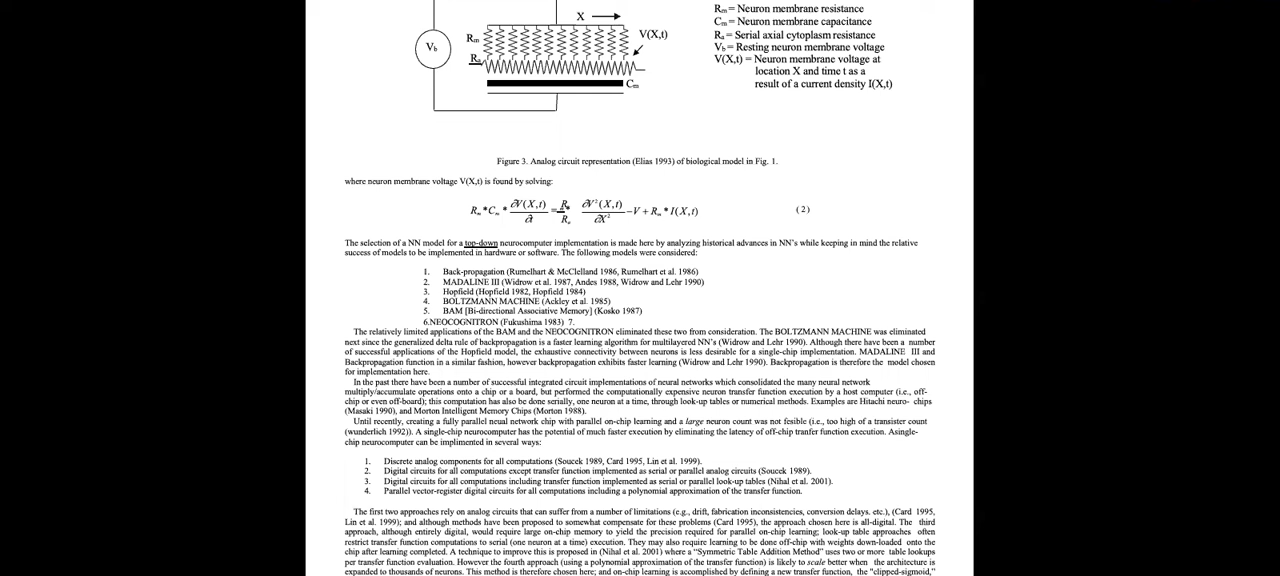 X
R_m = Neuron membrane resistance
C_m = Neuron membrane capacitance
R_a = Serial axial cytoplasm resistance
V_b = Resting neuron membrane voltage
V(X,t) = Neuron membrane voltage at
location X and time t as a
result of a current density I(X,t)
R_m
V(X,t)
V_b
R_a
C_m
Figure 3. Analog circuit representation (Elias 1993) of biological model in Fig. 1.
where neuron membrane voltage V(X,t) is found by solving:
R_m * C_m * ∂V(X,t)/∂t = R_m/R_a * ∂V²(X,t)/∂X² − V + R_m * I(X,t) (2)
The selection of a NN model for a top-down neurocomputer implementation is made here by analyzing historical advances in NN's while keeping in mind the relative
success of models to be implemented in hardware or software. The following models were considered:
1. Back-propagation (Rumelhart & McClelland 1986, Rumelhart et al. 1986)
2. MADALINE III (Widrow et al. 1987, Andes 1988, Widrow and Lehr 1990)
3. Hopfield (Hopfield 1982, Hopfield 1984)
4. BOLTZMANN MACHINE (Ackley et al. 1985)
5. BAM [Bi-directional Associative Memory] (Kosko 1987)
6.NEOCOGNITRON (Fukushima 1983) 7.
The relatively limited applications of the BAM and the NEOCOGNITRON eliminated these two from consideration. The BOLTZMANN MACHINE was eliminated
next since the generalized delta rule of backpropagation is a faster learning algorithm for multilayered NN's (Widrow and Lehr 1990). Although there have been a number
of successful applications of the Hopfield model, the exhaustive connectivity between neurons is less desirable for a single-chip implementation. MADALINE III and
Backpropagation function in a similar fashion, however backpropagation exhibits faster learning (Widrow and Lehr 1990). Backpropagation is therefore the model chosen
for implementation here.
In the past there have been a number of successful integrated circuit implementations of neural networks which consolidated the many neural network
multiply/accumulate operations onto a chip or a board, but performed the computationally expensive neuron transfer function execution by a host computer (i.e., off-
chip or even off-board); this computation has also be done serially, one neuron at a time, through look-up tables or numerical methods. Examples are Hitachi neuro- chips
(Masaki 1990), and Morton Intelligent Memory Chips (Morton 1988).
Until recently, creating a fully parallel neual network chip with parallel on-chip learning and a large neuron count was not fesible (i.e., too high of a transister count
(wunderlich 1992)). A single-chip neurocomputer has the potential of much faster execution by eliminating the latency of off-chip tranfer function execution. Asingle-
chip neurocomputer can be implimented in several ways:
1. Discrete analog components for all computations (Soucek 1989, Card 1995, Lin et al. 1999).
2. Digital circuits for all computations except transfer function implemented as serial or parallel analog circuits (Soucek 1989).
3. Digital circuits for all computations including transfer function implemented as serial or parallel look-up tables (Nihal et al. 2001).
4. Parallel vector-register digital circuits for all computations including a polynomial approximation of the transfer function.
The first two approaches rely on analog circuits that can suffer from a number of limitations (e.g., drift, fabrication inconsistencies, conversion delays. etc.), (Card 1995,
Lin et al. 1999); and although methods have been proposed to somewhat compensate for these problems (Card 1995), the approach chosen here is all-digital. The third
approach, although entirely digital, would require large on-chip memory to yield the precision required for parallel on-chip learning; look-up table approaches often
restrict transfer function computations to serial (one neuron at a time) execution. They may also require learning to be done off-chip with weights down-loaded onto the
chip after learning completed. A technique to improve this is proposed in (Nihal et al. 2001) where a "Symmetric Table Addition Method" uses two or more table lookups
per transfer function evaluation. However the fourth approach (using a polynomial approximation of the transfer function) is likely to scale better when the architecture is
expanded to thousands of neurons. This method is therefore chosen here; and on-chip learning is accomplished by defining a new transfer function, the "clipped-sigmoid,"